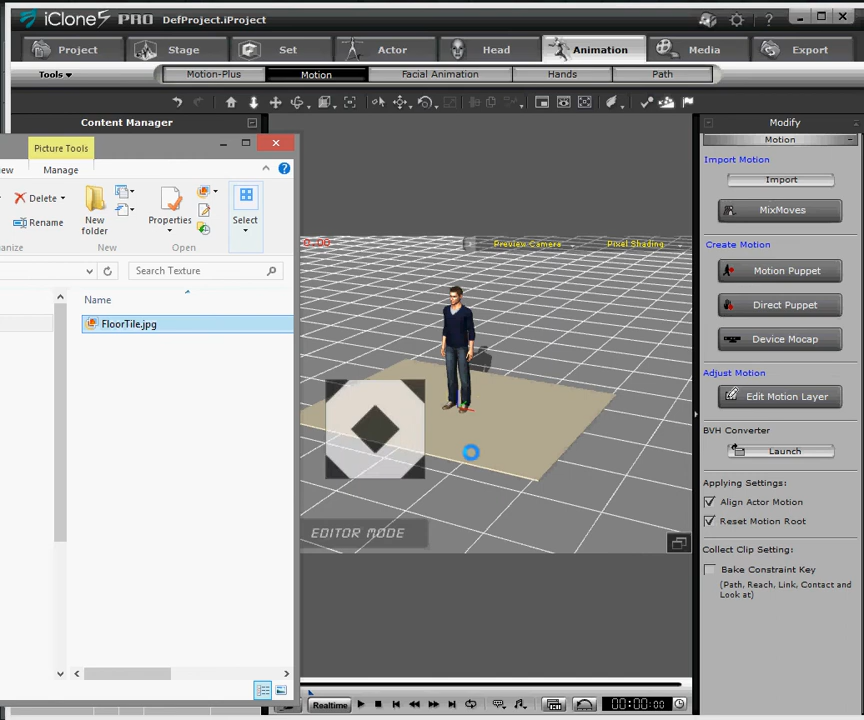 iClone5 PRO DefProject.iProject
Project Stage Set Actor Head Animation Media Export
Tools▾ Motion-Plus Motion Facial Animation Hands Path
Content Manager
Modify
Motion
Import Motion
Import
MixMoves
Create Motion
Motion Puppet
Direct Puppet
Device Mocap
Adjust Motion
Edit Motion Layer
BVH Converter
Launch
Applying Settings:
Align Actor Motion
Reset Motion Root
Collect Clip Setting:
Bake Constraint Key
(Path, Reach, Link, Contact and
Look at)
Picture Tools
Manage
Delete
Rename
New
folder
Properties
Select
New
Open
Search Texture
Name
FloorTile.jpg
Preview Camera Pixel Shading
EDITOR MODE
Realtime
00:00:00